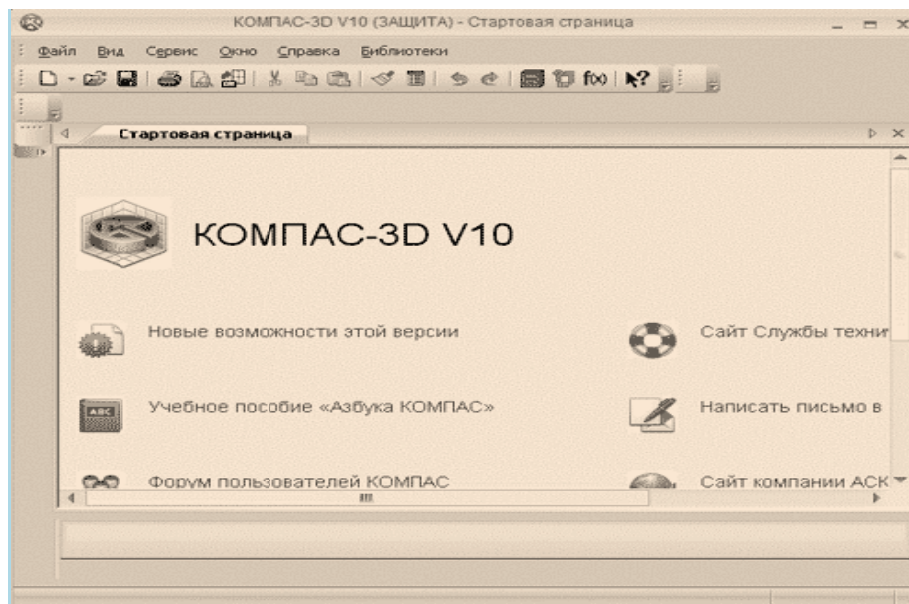 КОМПАС-3D V10 (ЗАЩИТА) - Стартовая страница
Файл Вид Сервис Окно Справка Библиотеки
f(x)
Стартовая страница
КОМПАС-3D V10
Новые возможности этой версии
Сайт Службы техни
ABC
Учебное пособие «Азбука КОМПАС»
Написать письмо в
Форум пользователей КОМПАС
Сайт компании АСК